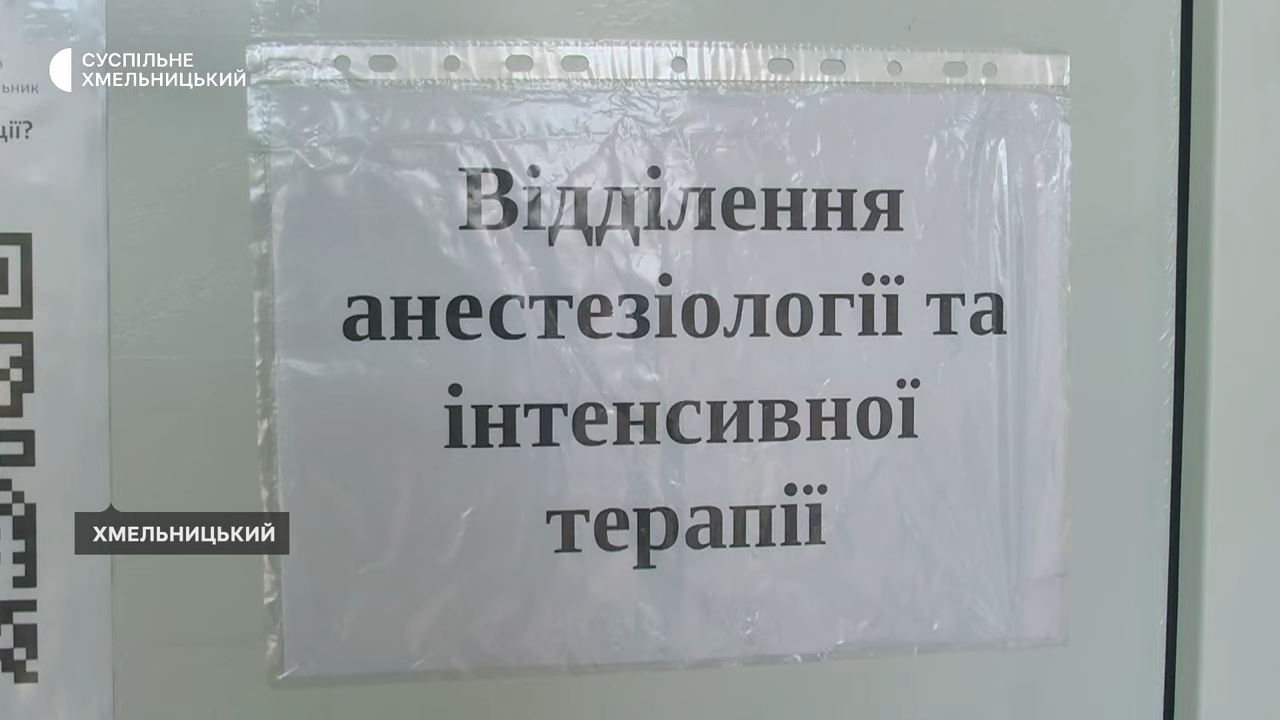 СУСПІЛЬНЕ
ХМЕЛЬНИЦЬКИЙ
Відділення
анестезіології та
інтенсивної
терапії
ХМЕЛЬНИЦЬКИЙ